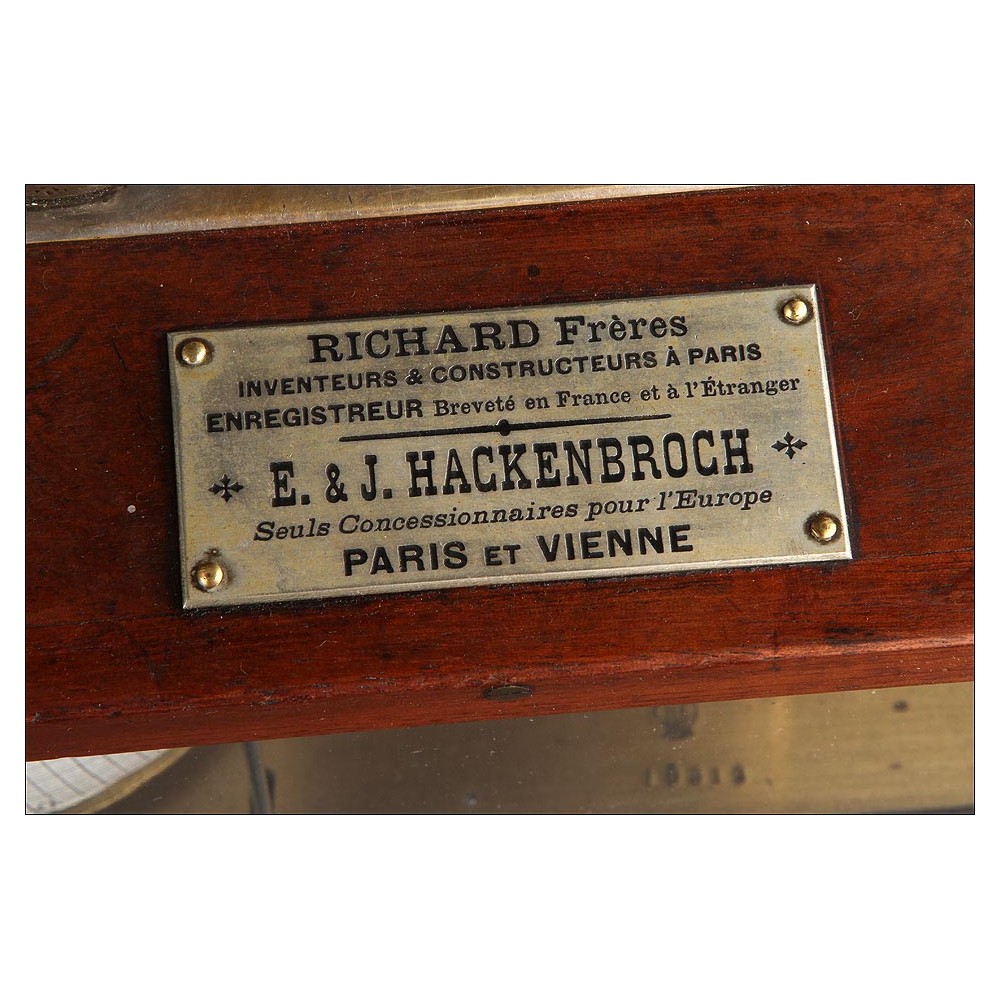 RICHARD Frères
INVENTEURS & CONSTRUCTEURS À PARIS
ENREGISTREUR Breveté en France et à l'Étranger
E. & J. HACKENBROCH
Seuls Concessionnaires pour l'Europe
PARIS ET VIENNE